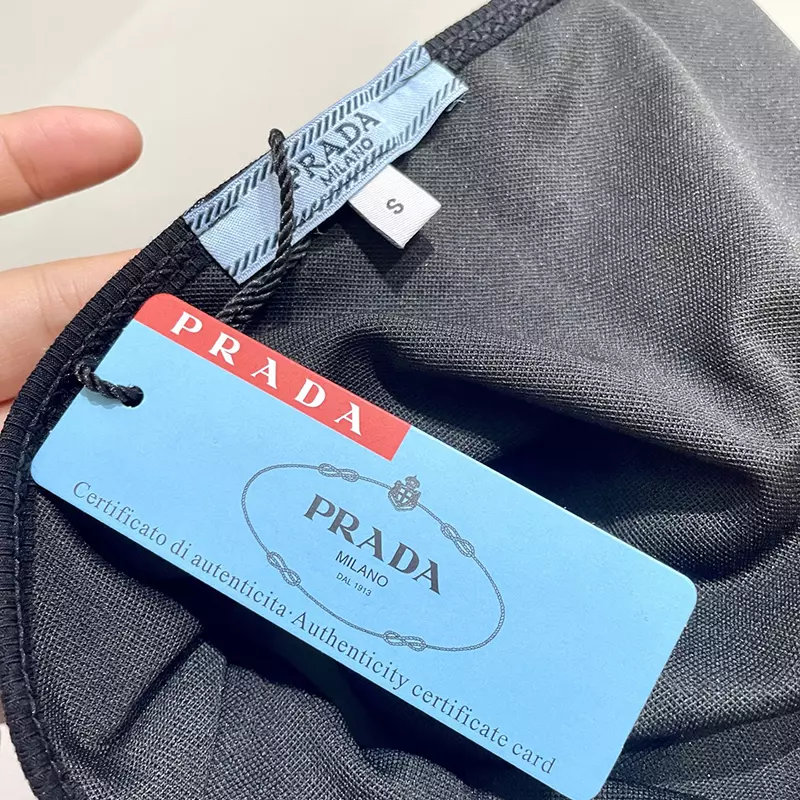 PRADA
MILANO
S
PRADA
PRADA
MILANO
DAL 1913
Certificato di autenticita·Authenticity certificate card